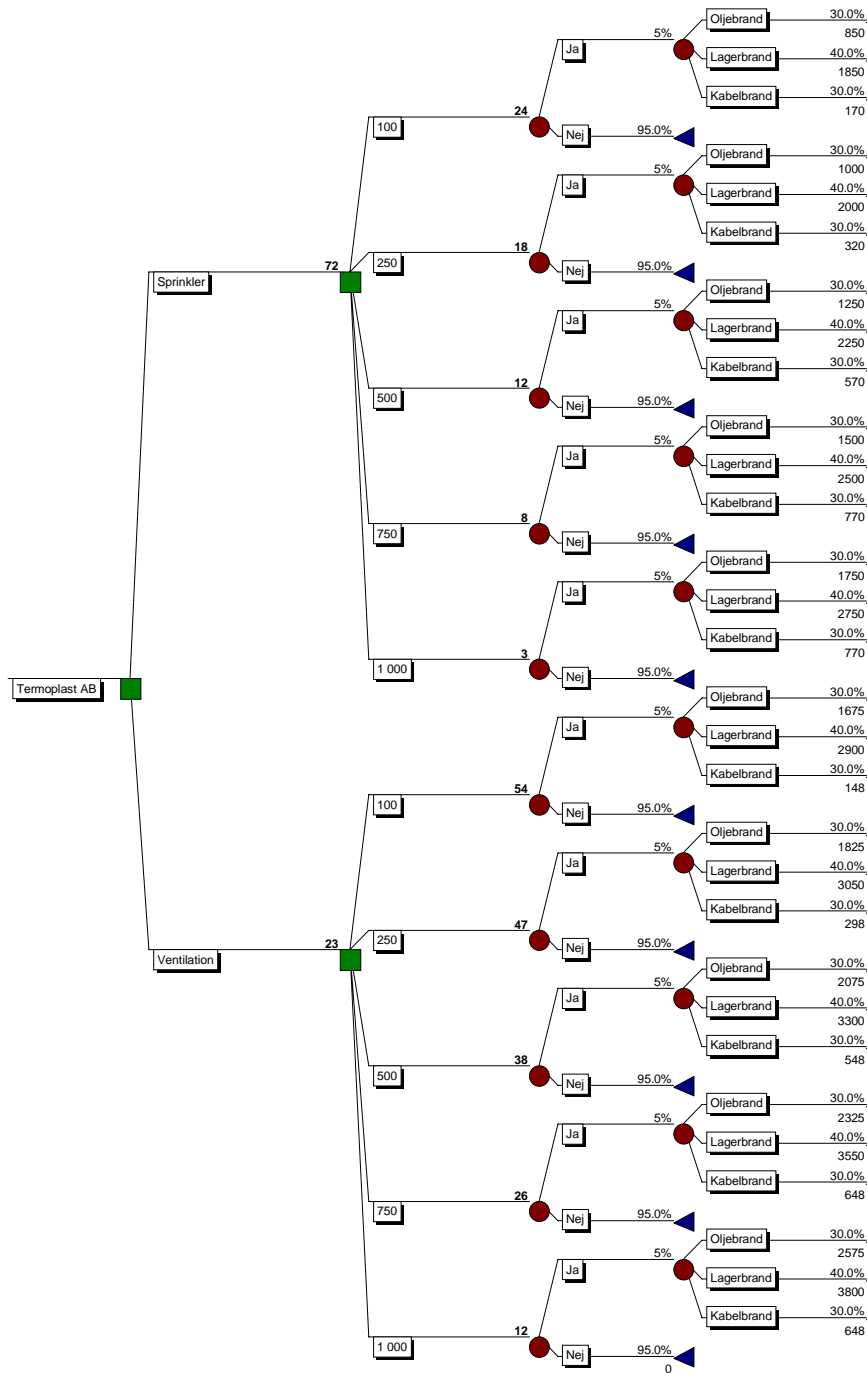 Oljebrand 30.0%
850
Ja 5%
Lagerbrand 40.0%
1850
Kabelbrand 30.0%
170
100 24
Nej 95.0%
Oljebrand 30.0%
1000
Ja 5%
Lagerbrand 40.0%
2000
Kabelbrand 30.0%
320
250 18
Nej 95.0%
Sprinkler 72
Oljebrand 30.0%
1250
Ja 5%
Lagerbrand 40.0%
2250
Kabelbrand 30.0%
570
500 12
Nej 95.0%
Oljebrand 30.0%
1500
Ja 5%
Lagerbrand 40.0%
2500
Kabelbrand 30.0%
770
750 8
Nej 95.0%
Oljebrand 30.0%
1750
Ja 5%
Lagerbrand 40.0%
2750
Kabelbrand 30.0%
770
1 000 3
Nej 95.0%
Termoplast AB
Oljebrand 30.0%
1675
Ja 5%
Lagerbrand 40.0%
2900
Kabelbrand 30.0%
148
100 54
Nej 95.0%
Oljebrand 30.0%
1825
Ja 5%
Lagerbrand 40.0%
3050
Kabelbrand 30.0%
298
250 47
Nej 95.0%
Ventilation 23
Oljebrand 30.0%
2075
Ja 5%
Lagerbrand 40.0%
3300
Kabelbrand 30.0%
548
500 38
Nej 95.0%
Oljebrand 30.0%
2325
Ja 5%
Lagerbrand 40.0%
3550
Kabelbrand 30.0%
648
750 26
Nej 95.0%
Oljebrand 30.0%
2575
Ja 5%
Lagerbrand 40.0%
3800
Kabelbrand 30.0%
648
1 000 12
Nej 95.0%
0